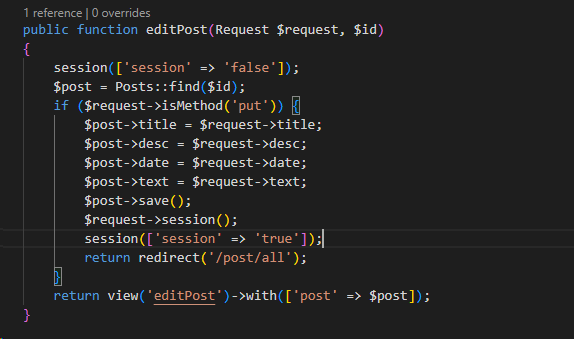 1 reference | 0 overrides
public function editPost(Request $request, $id)
{
    session(['session' => 'false']);
    $post = Posts::find($id);
    if ($request->isMethod('put')) {
        $post->title = $request->title;
        $post->desc = $request->desc;
        $post->date = $request->date;
        $post->text = $request->text;
        $post->save();
        $request->session();
        session(['session' => 'true']);
        return redirect('/post/all');
    }
    return view('editPost')->with(['post' => $post]);
}